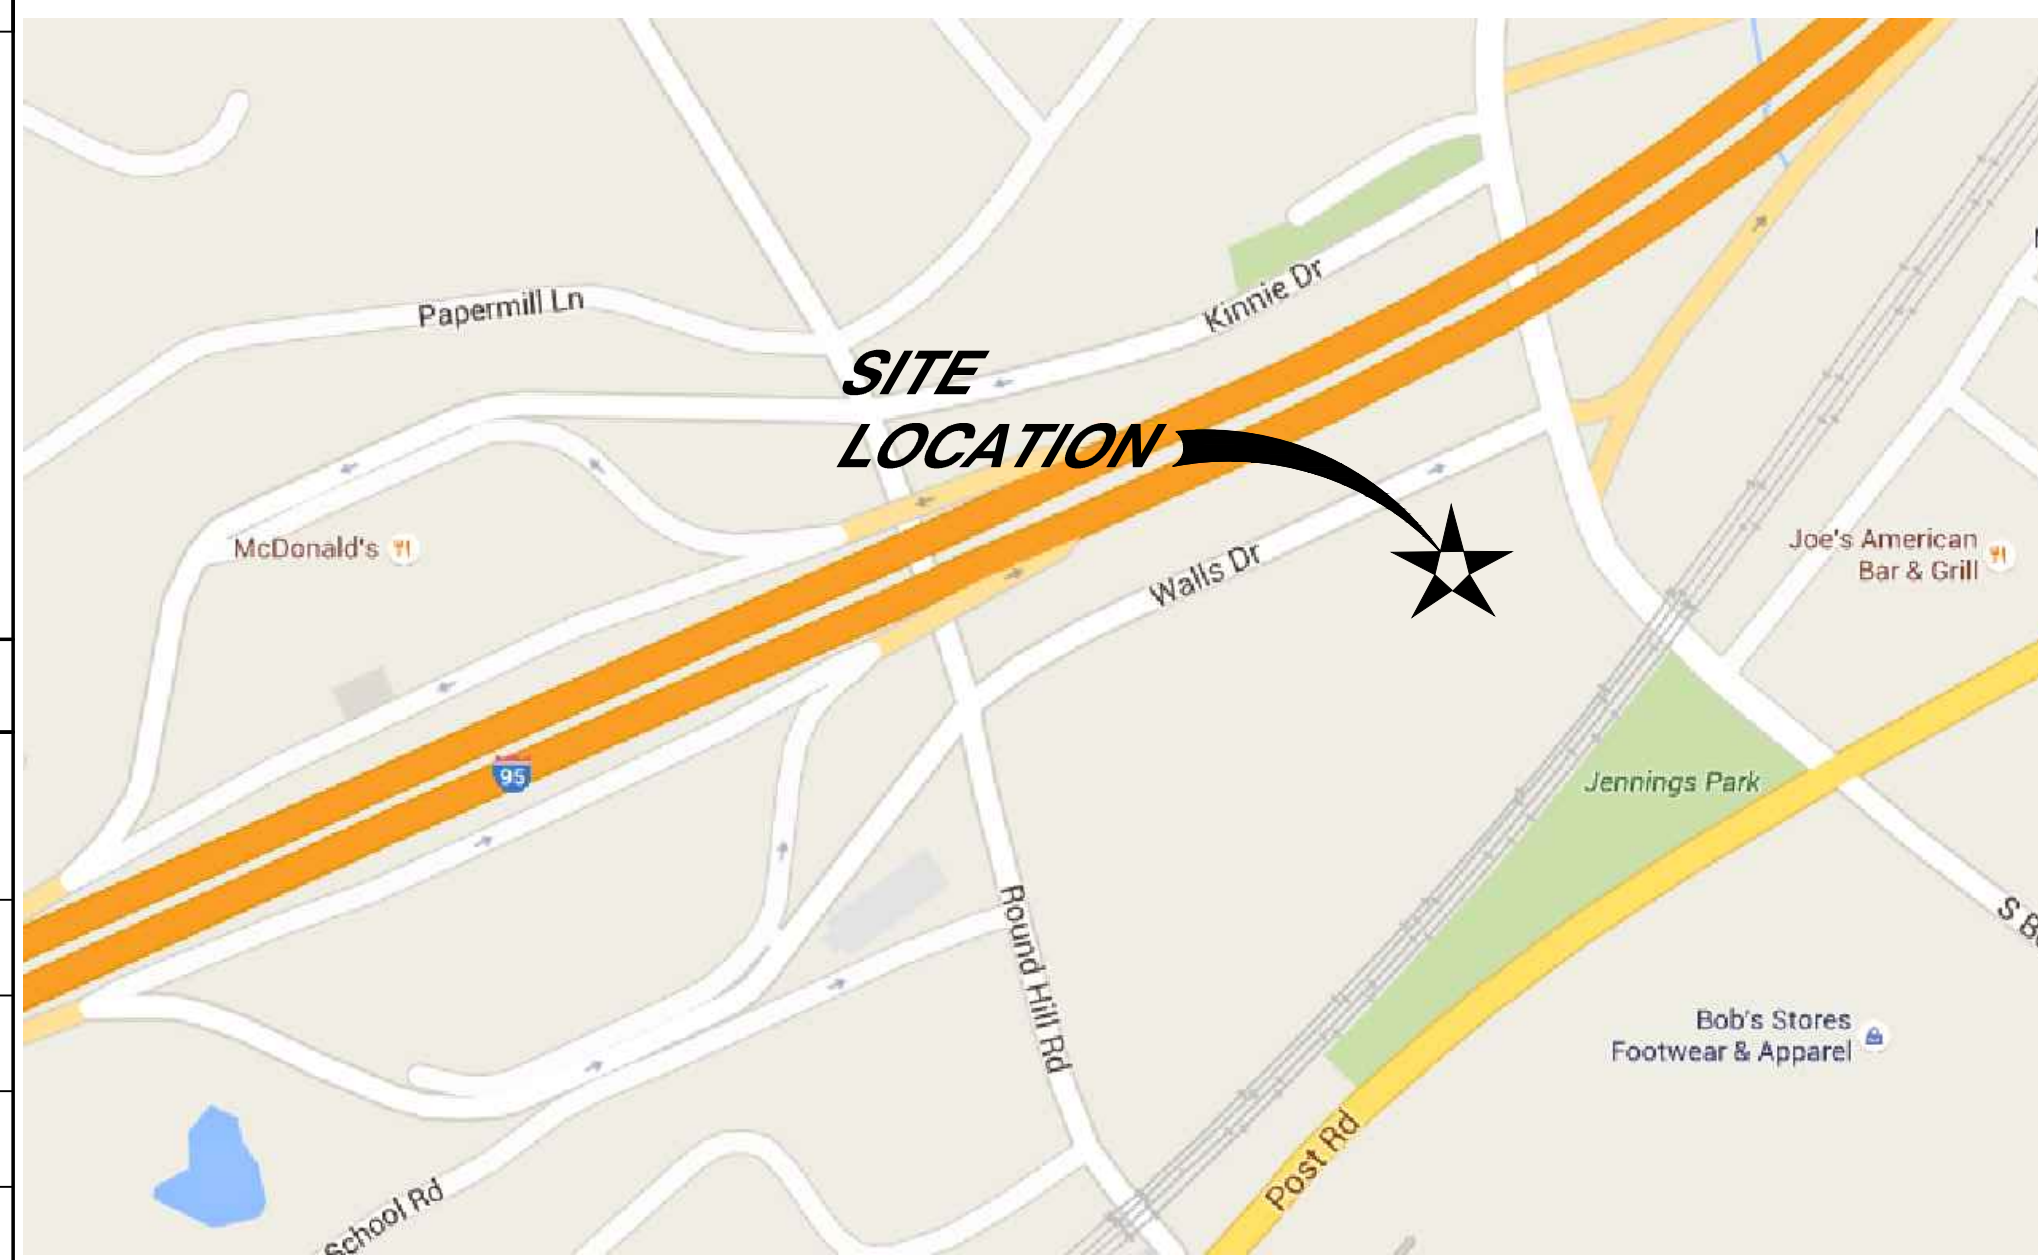 Papermill Ln
Kinnie Dr
SITE
LOCATION
McDonald's
Walls Dr
Joe's American
Bar & Grill
95
Jennings Park
Round Hill Rd
Bob's Stores
Footwear & Apparel
Post Rd
School Rd